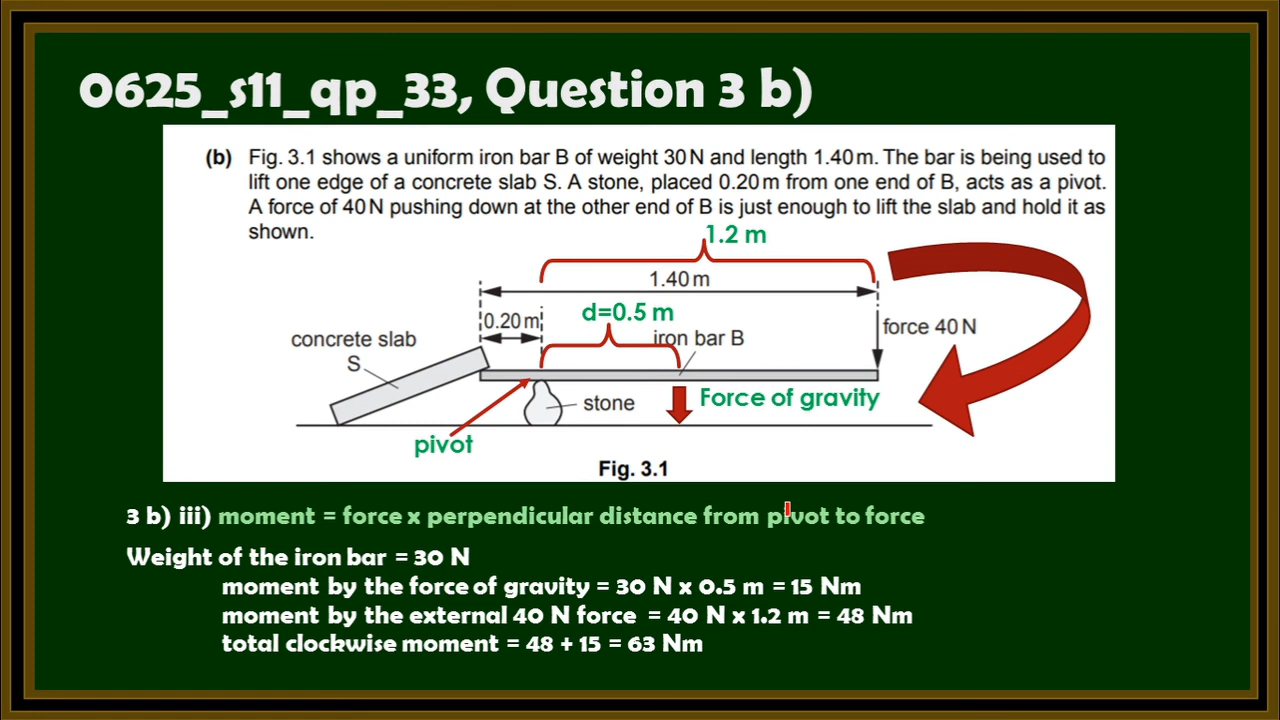 0625_s11_qp_33, Question 3 b)
(b) Fig. 3.1 shows a uniform iron bar B of weight 30 N and length 1.40 m. The bar is being used to
lift one edge of a concrete slab S. A stone, placed 0.20 m from one end of B, acts as a pivot.
A force of 40 N pushing down at the other end of B is just enough to lift the slab and hold it as
shown.
1.2 m
1.40 m
0.20 m
d=0.5 m
force 40 N
concrete slab
S
iron bar B
stone
Force of gravity
pivot
Fig. 3.1
3 b) iii) moment = force x perpendicular distance from pivot to force
Weight of the iron bar = 30 N
moment by the force of gravity = 30 N x 0.5 m = 15 Nm
moment by the external 40 N force = 40 N x 1.2 m = 48 Nm
total clockwise moment = 48 + 15 = 63 Nm